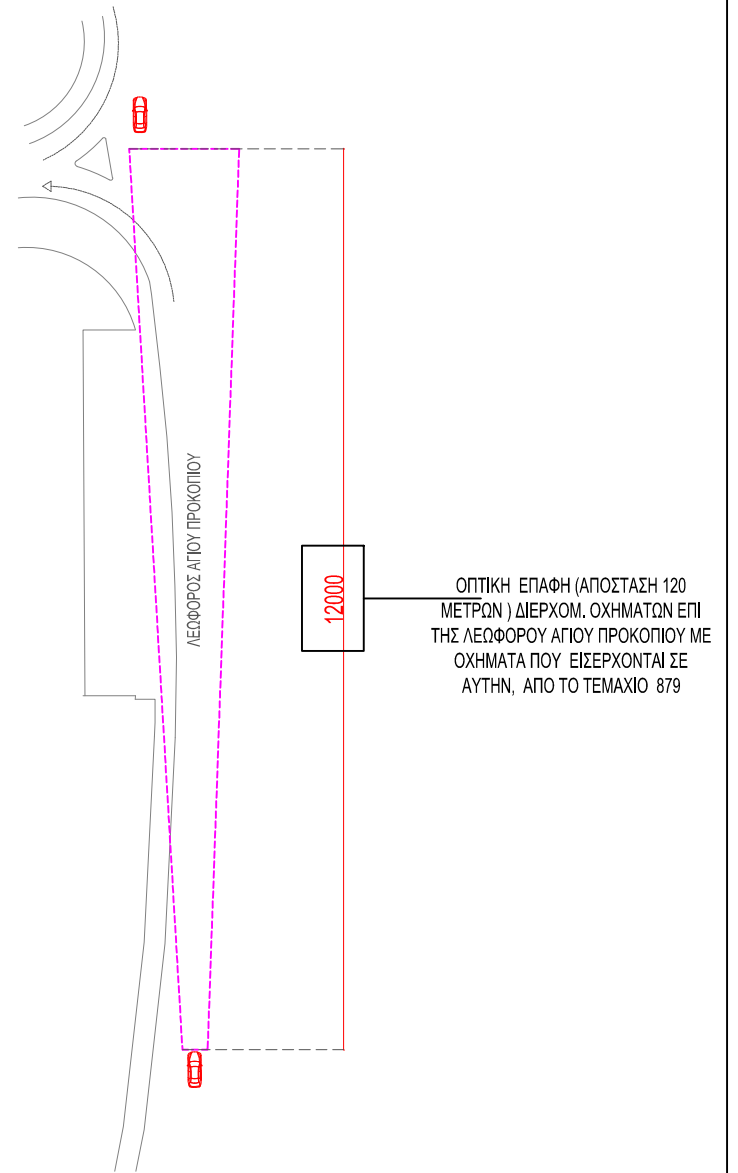 ΛΕΩΦΟΡΟΣ ΑΓΙΟΥ ΠΡΟΚΟΠΙΟΥ
12000
ΟΠΤΙΚΗ ΕΠΑΦΗ (ΑΠΟΣΤΑΣΗ 120
ΜΕΤΡΩΝ ) ΔΙΕΡΧΟΜ. ΟΧΗΜΑΤΩΝ ΕΠΙ
ΤΗΣ ΛΕΩΦΟΡΟΥ ΑΓΙΟΥ ΠΡΟΚΟΠΙΟΥ ΜΕ
ΟΧΗΜΑΤΑ ΠΟΥ ΕΙΣΕΡΧΟΝΤΑΙ ΣΕ
ΑΥΤΗΝ, ΑΠΟ ΤΟ ΤΕΜΑΧΙΟ 879